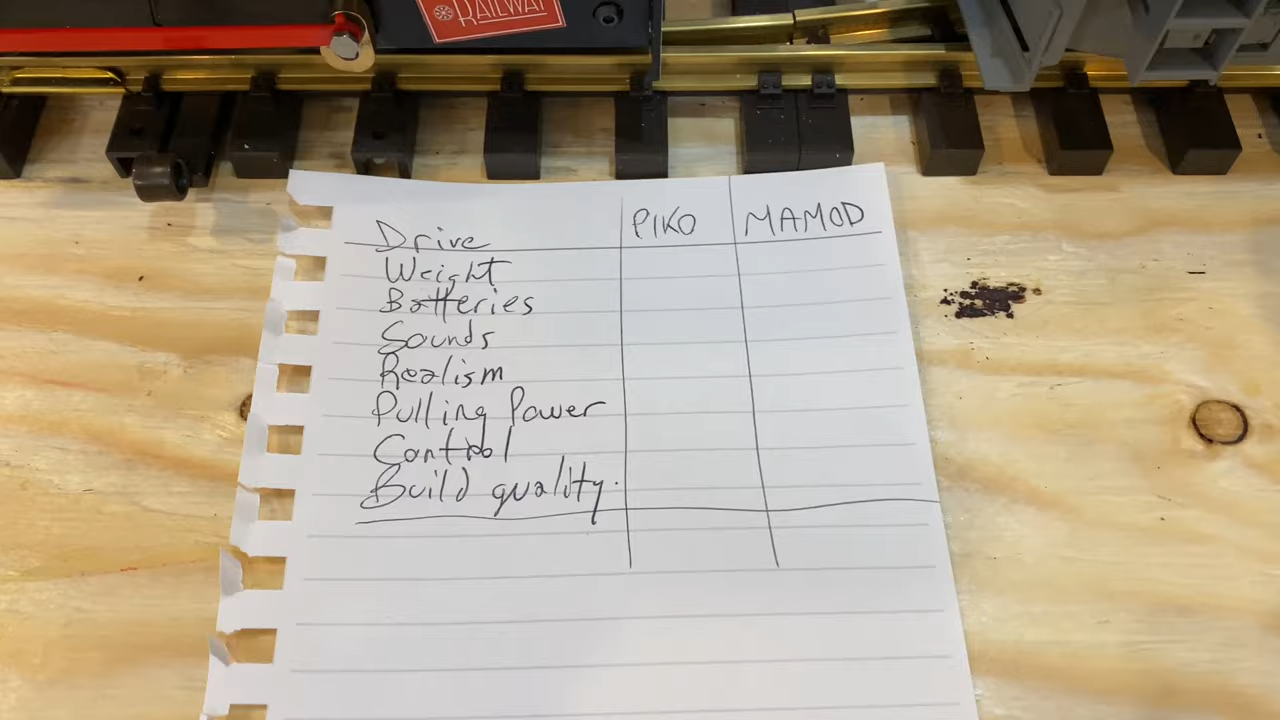 RAILWAY
Drive PIKO MAMOD
Weight
Batteries
Sounds
Realism
Pulling Power
Control
Build quality.